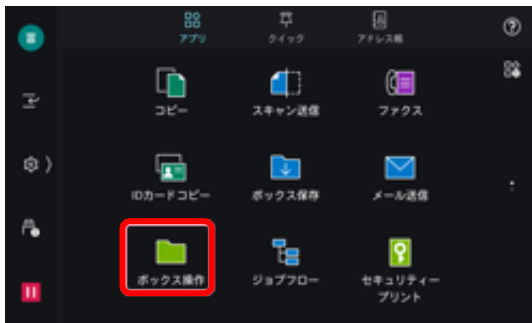 アプリ
クイック
アドレス帳
コピー
スキャン送信
ファクス
IDカードコピー
ボックス保存
メール送信
ボックス操作
ジョブフロー
セキュリティー
プリント